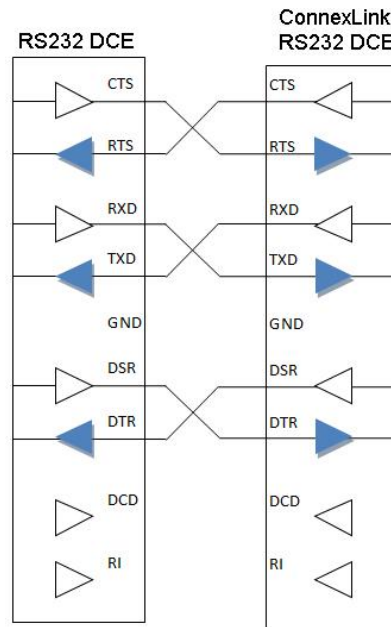 RS232 DCE
CTS
RTS
RXD
TXD
GND
DSR
DTR
DCD
RI
ConnexLink
RS232 DCE
CTS
RTS
RXD
TXD
GND
DSR
DTR
DCD
RI